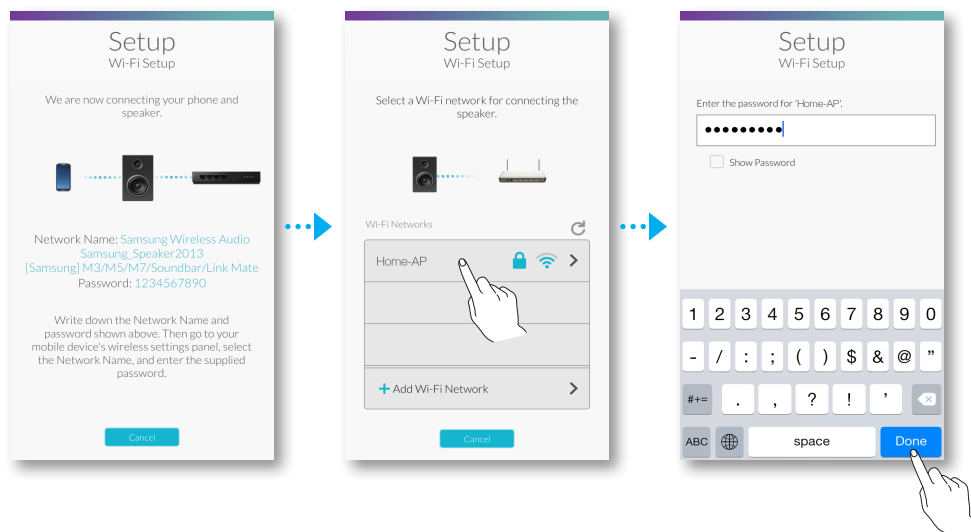 Setup
Wi-Fi Setup
We are now connecting your phone and
speaker.
Network Name: Samsung Wireless Audio
Samsung_Speaker2013
[Samsung] M3/M5/M7/Soundbar/Link Mate
Password: 1234567890
Write down the Network Name and
password shown above. Then go to your
mobile device's wireless settings panel, select
the Network Name, and enter the supplied
password.
Cancel
Setup
Wi-Fi Setup
Select a Wi-Fi network for connecting the
speaker.
Wi-Fi Networks
Home-AP
+ Add Wi-Fi Network
Cancel
Setup
Wi-Fi Setup
Enter the password for 'Home-AP'.
•••••••••
Show Password
1 2 3 4 5 6 7 8 9 0
- / : ; ( ) $ & @ ”
#+= . , ? ! ’
ABC space Done